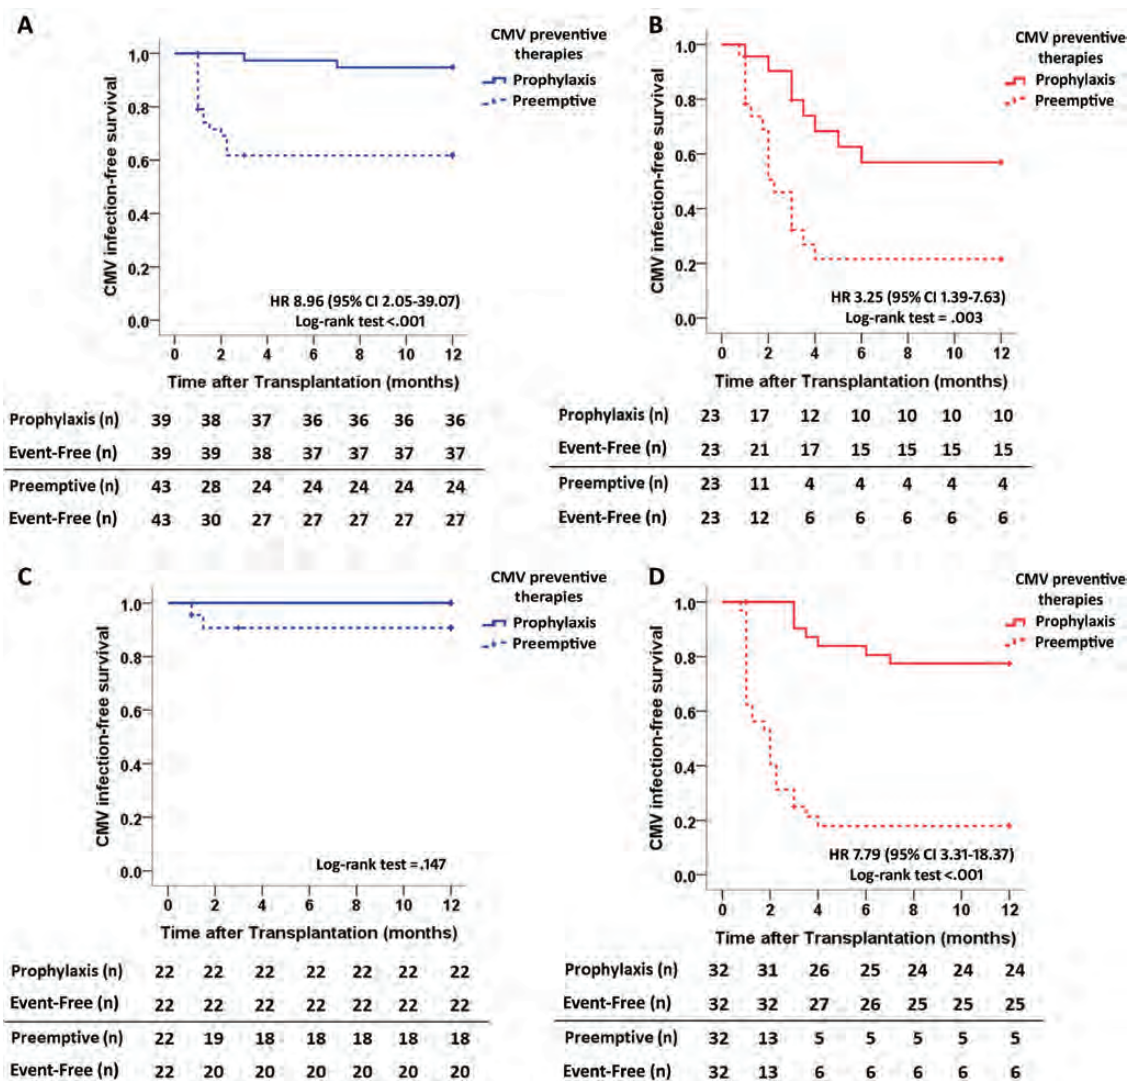 A
CMV preventive
therapies
Prophylaxis
Preemptive
CMV infection-free survival
1.0
0.8
0.6
0.4
0.2
0.0
HR 8.96 (95% CI 2.05-39.07)
Log-rank test <.001
0 2 4 6 8 10 12
Time after Transplantation (months)
Prophylaxis (n) 39 38 37 36 36 36 36
Event-Free (n) 39 39 38 37 37 37 37
Preemptive (n) 43 28 24 24 24 24 24
Event-Free (n) 43 30 27 27 27 27 27
B
CMV preventive
therapies
Prophylaxis
Preemptive
CMV infection-free survival
1.0
0.8
0.6
0.4
0.2
0.0
HR 3.25 (95% CI 1.39-7.63)
Log-rank test = .003
0 2 4 6 8 10 12
Time after Transplantation (months)
Prophylaxis (n) 23 17 12 10 10 10 10
Event-Free (n) 23 21 17 15 15 15 15
Preemptive (n) 23 11 4 4 4 4 4
Event-Free (n) 23 12 6 6 6 6 6
C
CMV preventive
therapies
Prophylaxis
Preemptive
CMV infection-free survival
1.0
0.8
0.6
0.4
0.2
0.0
Log-rank test =.147
0 2 4 6 8 10 12
Time after Transplantation (months)
Prophylaxis (n) 22 22 22 22 22 22 22
Event-Free (n) 22 22 22 22 22 22 22
Preemptive (n) 22 19 18 18 18 18 18
Event-Free (n) 22 20 20 20 20 20 20
D
CMV preventive
therapies
Prophylaxis
Preemptive
CMV infection-free survival
1.0
0.8
0.6
0.4
0.2
0.0
HR 7.79 (95% CI 3.31-18.37)
Log-rank test <.001
0 2 4 6 8 10 12
Time after Transplantation (months)
Prophylaxis (n) 32 31 26 25 24 24 24
Event-Free (n) 32 32 27 26 25 25 25
Preemptive (n) 32 13 5 5 5 5 5
Event-Free (n) 32 13 6 6 6 6 6